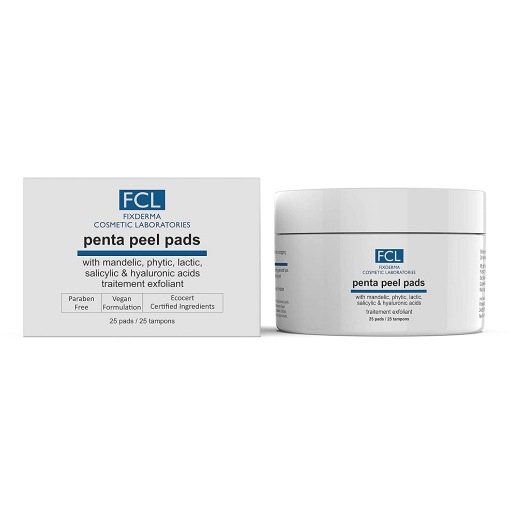 FCL
FIXDERMA
COSMETIC LABORATORIES
penta peel pads
with mandelic, phytic, lactic,
salicylic & hyaluronic acids
traitement exfoliant
Paraben
Free
Vegan
Formulation
Ecocert
Certified Ingredients
25 pads / 25 tampons
FCL
FIXDERMA
COSMETIC LABORATORIES
penta peel pads
with mandelic, phytic, lactic,
salicylic & hyaluronic acids
traitement exfoliant
25 pads / 25 tampons